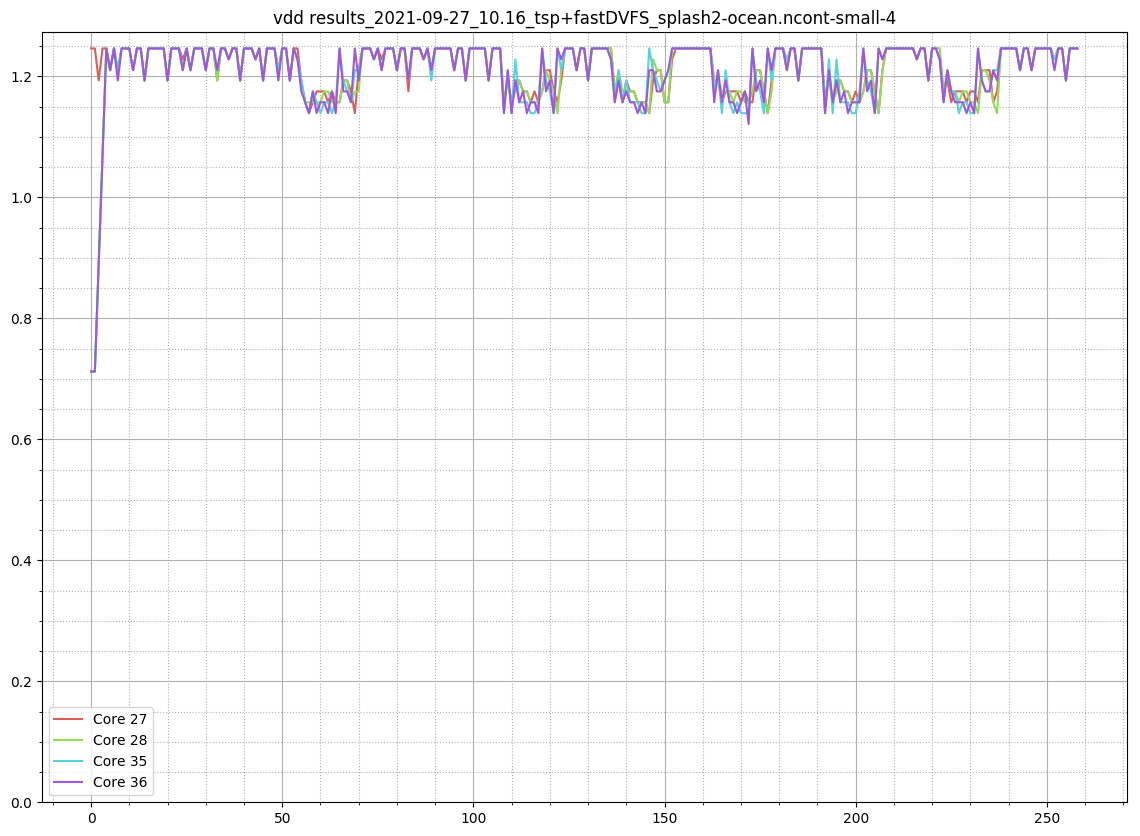 vdd results_2021-09-27_10.16_tsp+fastDVFS_splash2-ocean.ncont-small-4
1.2
1.0
0.8
0.6
0.4
0.2
0.0
Core 27
Core 28
Core 35
Core 36
0 50 100 150 200 250